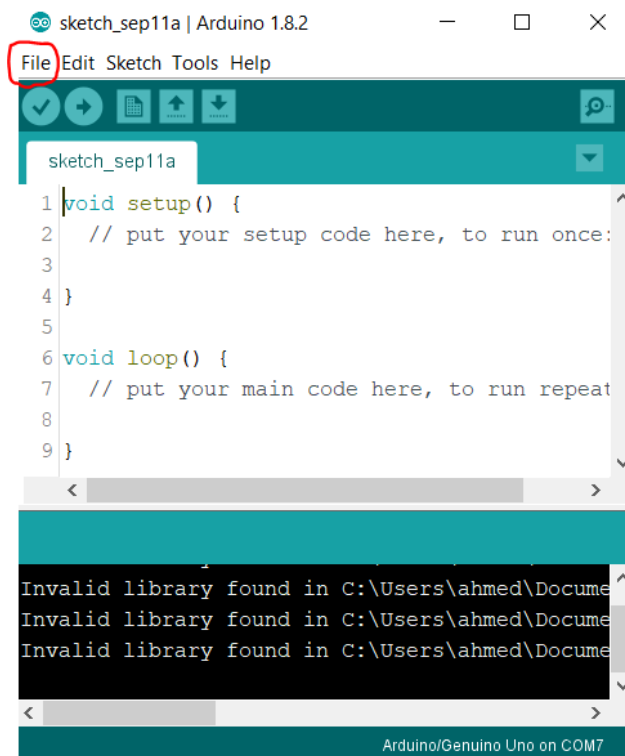 sketch_sep11a | Arduino 1.8.2
File Edit Sketch Tools Help
sketch_sep11a
1 void setup() {
2 // put your setup code here, to run once:
3
4 }
5
6 void loop() {
7 // put your main code here, to run repeat
8
9 }
Invalid library found in C:\Users\ahmed\Docume
Invalid library found in C:\Users\ahmed\Docume
Invalid library found in C:\Users\ahmed\Docume
Arduino/Genuino Uno on COM7